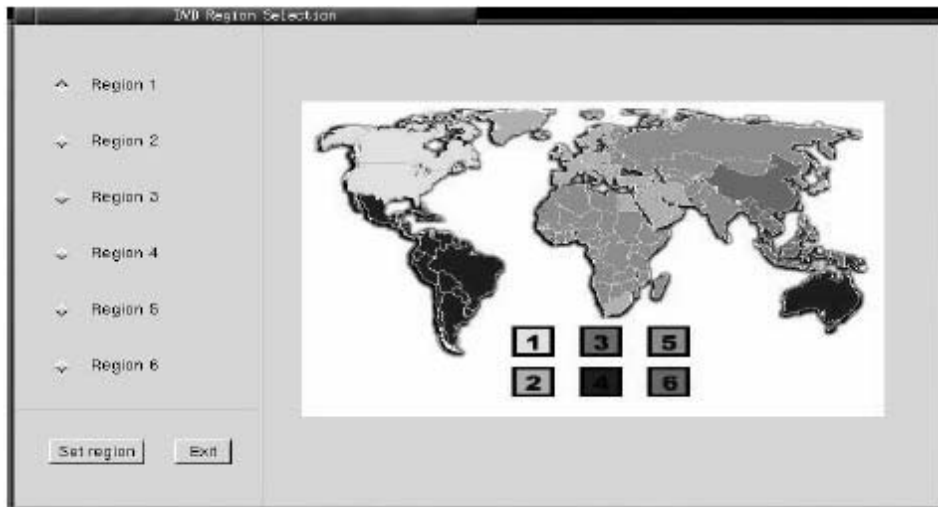 DVD Region Selection
Region 1
Region 2
Region 3
Region 4
Region 5
Region 6
1 3 5
2 4 6
Set region Exit